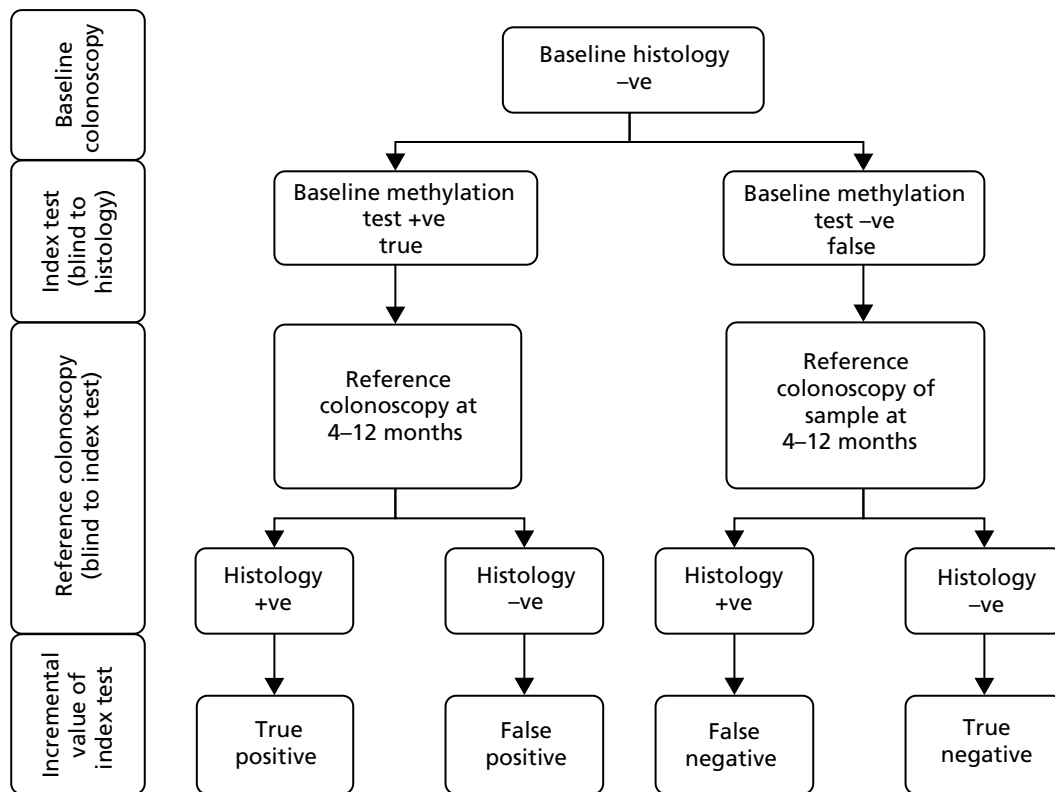 Baseline
colonoscopy
Baseline histology
–ve
Index test
(blind to
histology)
Baseline methylation
test +ve
true
Baseline methylation
test –ve
false
Reference colonoscopy
(blind to index test)
Reference
colonoscopy at
4–12 months
Reference
colonoscopy of
sample at
4–12 months
Histology
+ve
Histology
–ve
Histology
+ve
Histology
–ve
Incremental
value of
index test
True
positive
False
positive
False
negative
True
negative